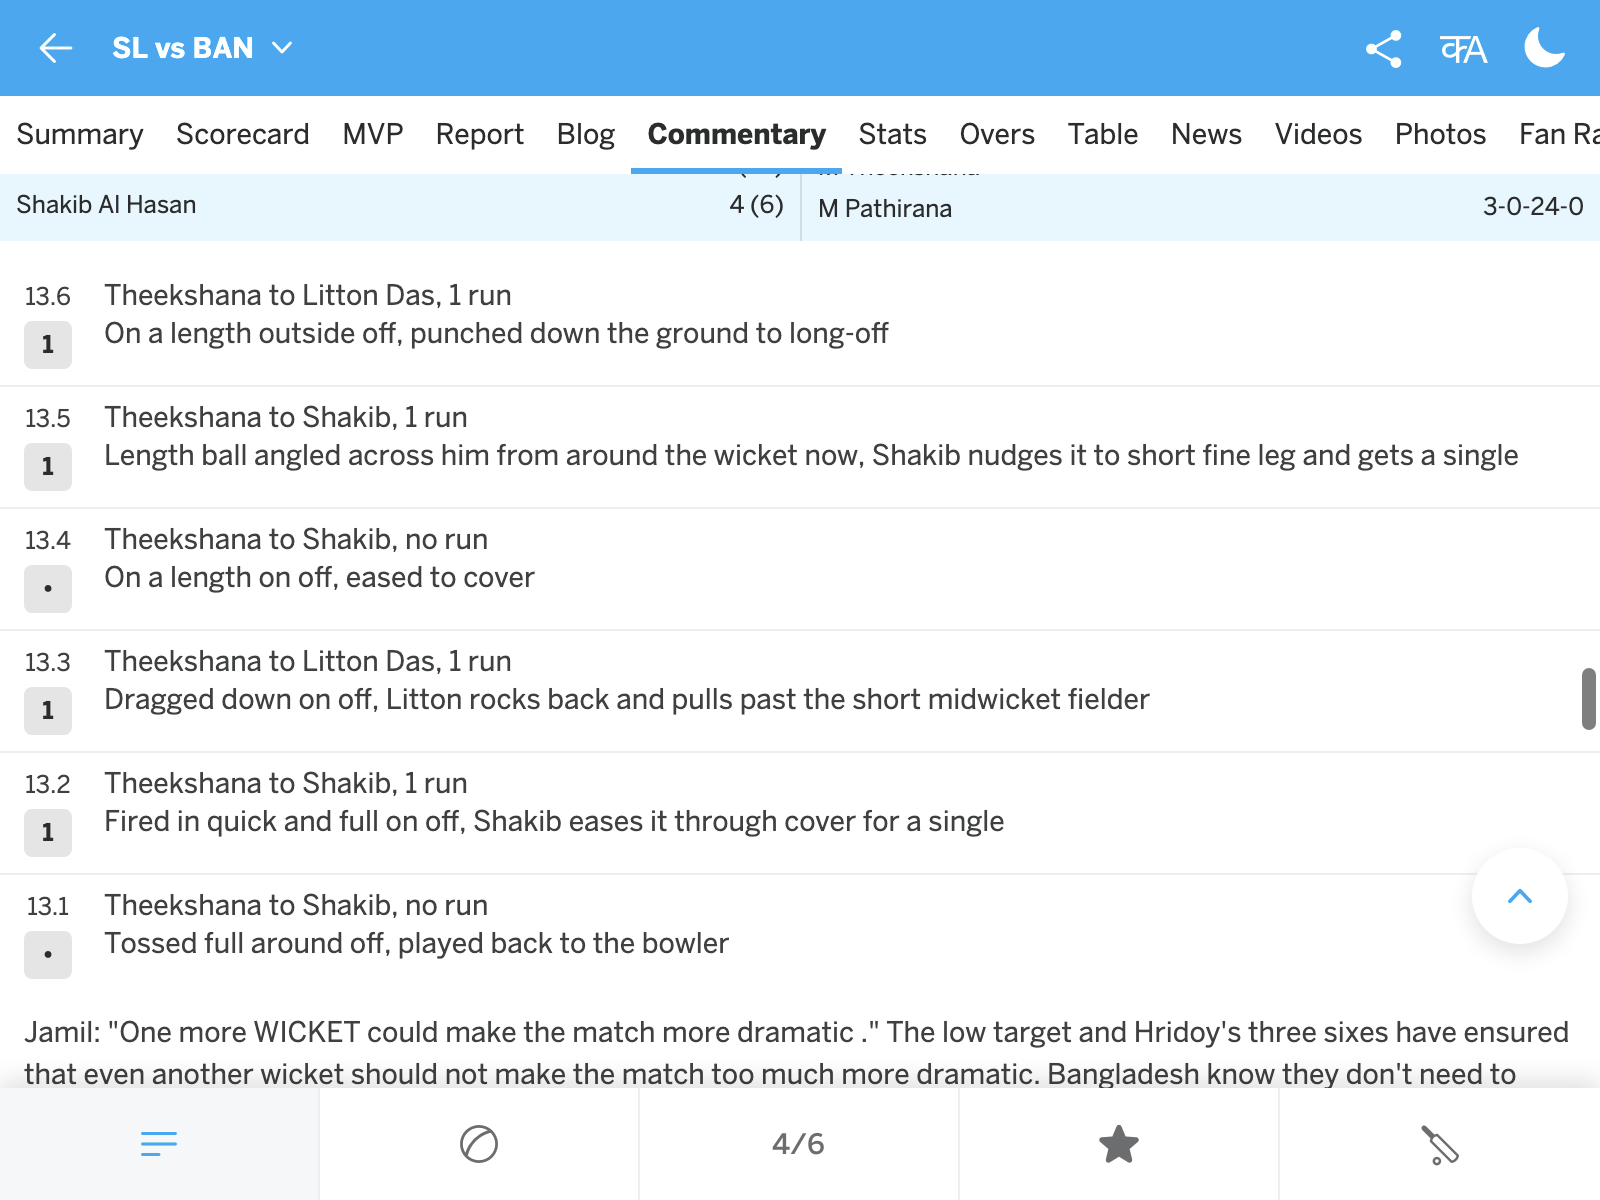 SL vs BAN
Summary Scorecard MVP Report Blog Commentary Stats Overs Table News Videos Photos Fan Ra
Shakib Al Hasan 4 (6) M Pathirana 3-0-24-0
13.6 Theekshana to Litton Das, 1 run
1 On a length outside off, punched down the ground to long-off
13.5 Theekshana to Shakib, 1 run
1 Length ball angled across him from around the wicket now, Shakib nudges it to short fine leg and gets a single
13.4 Theekshana to Shakib, no run
• On a length on off, eased to cover
13.3 Theekshana to Litton Das, 1 run
1 Dragged down on off, Litton rocks back and pulls past the short midwicket fielder
13.2 Theekshana to Shakib, 1 run
1 Fired in quick and full on off, Shakib eases it through cover for a single
13.1 Theekshana to Shakib, no run
• Tossed full around off, played back to the bowler
Jamil: "One more WICKET could make the match more dramatic ." The low target and Hridoy's three sixes have ensured
that even another wicket should not make the match too much more dramatic. Bangladesh know they don't need to
4/6